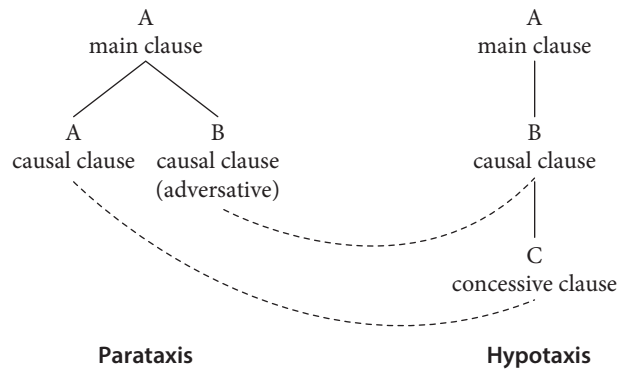 A
main clause
A
causal clause
B
causal clause
(adversative)
Parataxis
A
main clause
B
causal clause
C
concessive clause
Hypotaxis